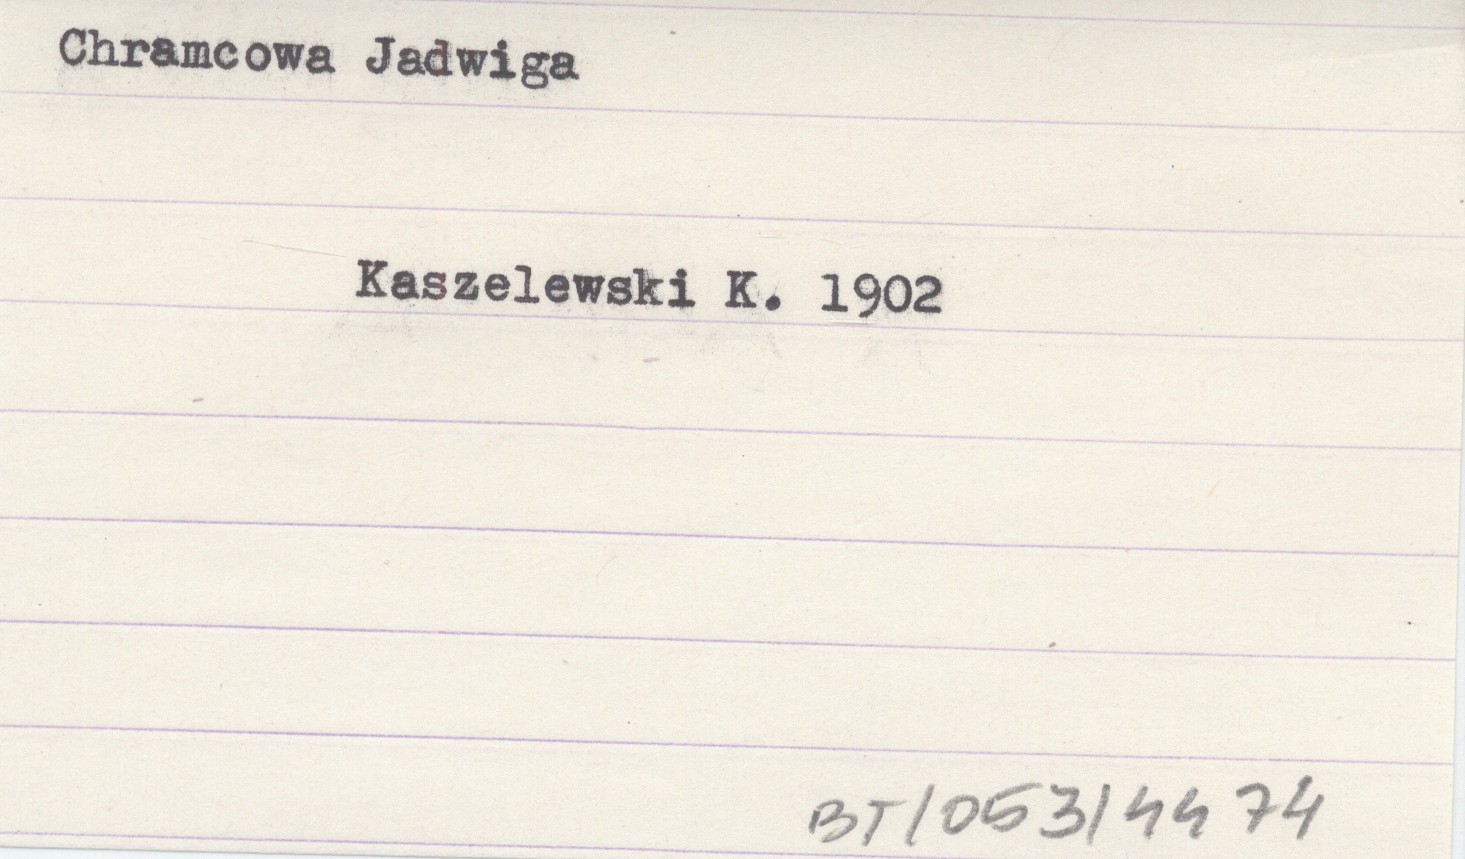 Chramcowa Jadwiga
Kaszelewski K. 1902
BT/053/4474